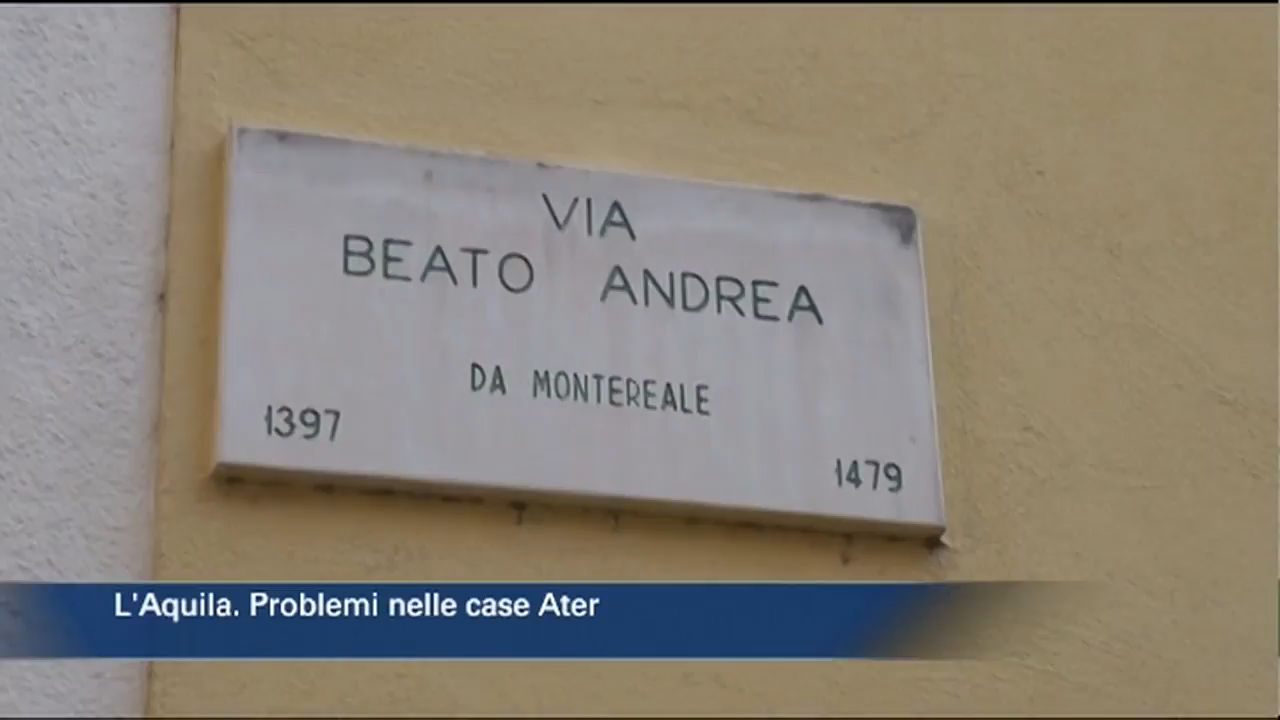 VIA
BEATO ANDREA
DA MONTEREALE
1397
1479
L'Aquila. Problemi nelle case Ater